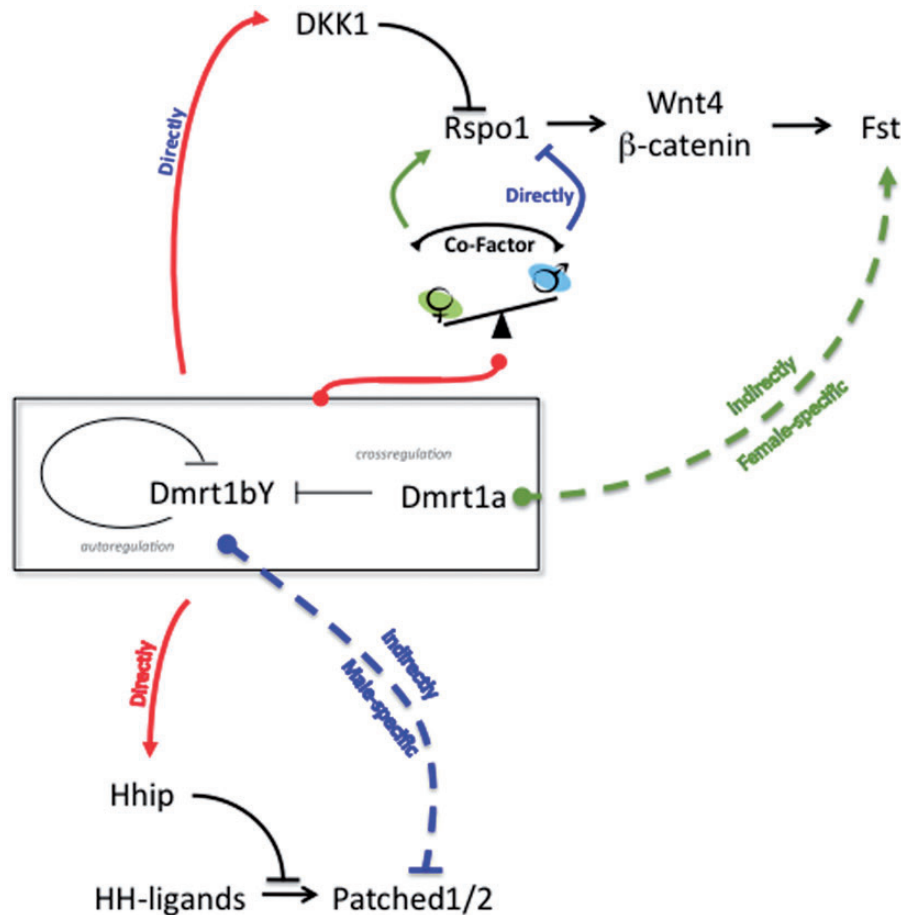 DKK1
Directly
Rspo1
Wnt4
β-catenin
Fst
Directly
Co-Factor
♀
♂
Indirectly
Female-specific
crossregulation
Dmrt1bY
Dmrt1a
autoregulation
Directly
Indirectly
Male-specific
Hhip
HH-ligands
Patched1/2